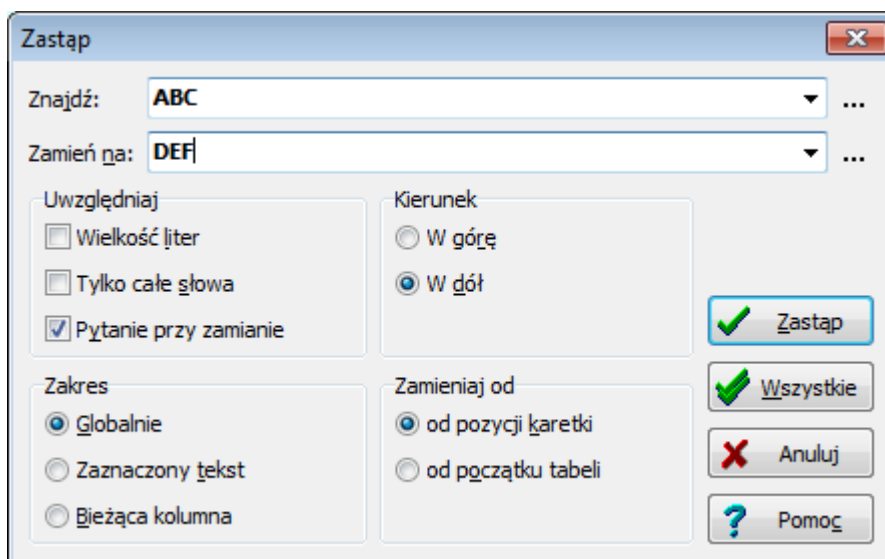 Zastąp
Znajdź: ABC ...
Zamień na: DEF ...
Uwzględniaj
Wielkość liter
Tylko całe słowa
Pytanie przy zamianie
Kierunek
W górę
W dół
Zakres
Globalnie
Zaznaczony tekst
Bieżąca kolumna
Zamieniaj od
od pozycji karetki
od początku tabeli
Zastąp
Wszystkie
Anuluj
Pomoc